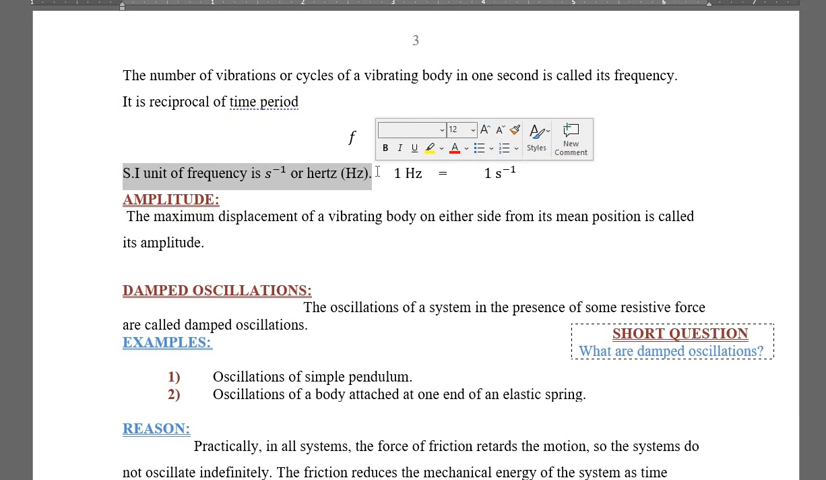 3
The number of vibrations or cycles of a vibrating body in one second is called its frequency.
It is reciprocal of time period
f
12
A A A
B I U A Styles New Comment
S.I unit of frequency is s⁻¹ or hertz (Hz). 1 Hz = 1 s⁻¹
AMPLITUDE:
The maximum displacement of a vibrating body on either side from its mean position is called
its amplitude.
DAMPED OSCILLATIONS:
The oscillations of a system in the presence of some resistive force
are called damped oscillations.
SHORT QUESTION
EXAMPLES:
What are damped oscillations?
1) Oscillations of simple pendulum.
2) Oscillations of a body attached at one end of an elastic spring.
REASON:
Practically, in all systems, the force of friction retards the motion, so the systems do
not oscillate indefinitely. The friction reduces the mechanical energy of the system as time